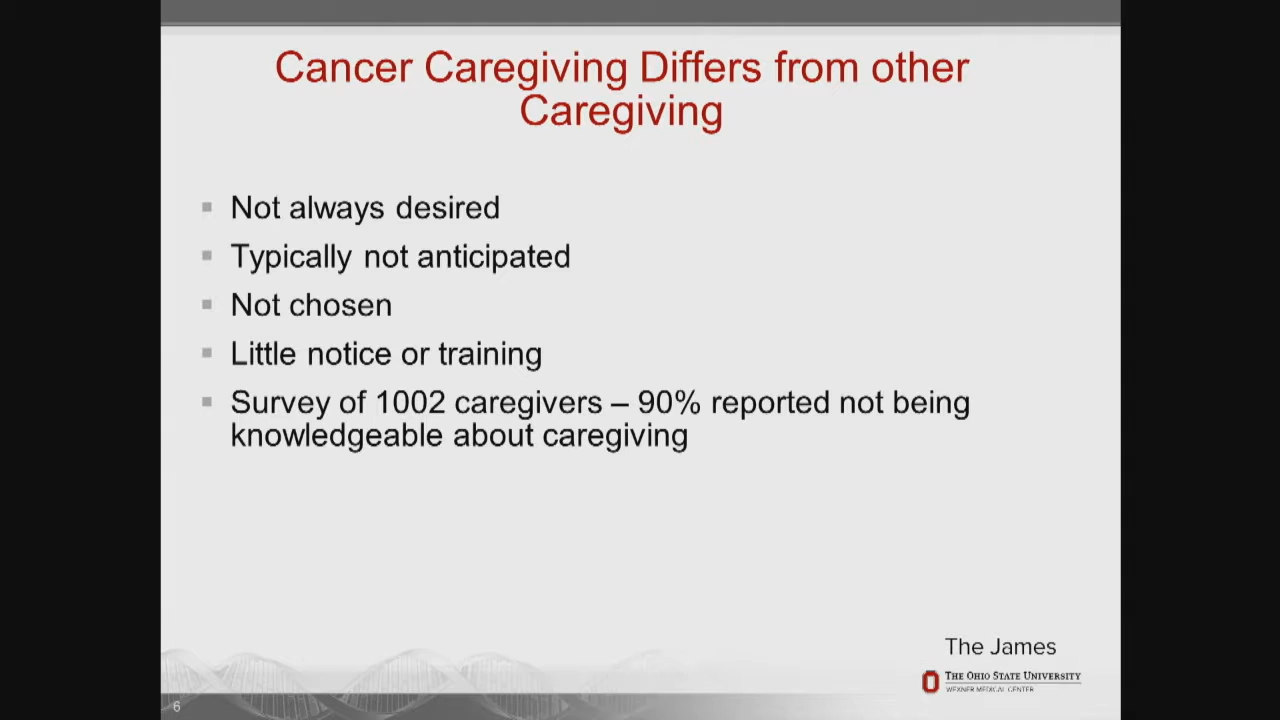 Cancer Caregiving Differs from other
Caregiving
▪ Not always desired
▪ Typically not anticipated
▪ Not chosen
▪ Little notice or training
▪ Survey of 1002 caregivers – 90% reported not being
knowledgeable about caregiving
The James
THE OHIO STATE UNIVERSITY
WEXNER MEDICAL CENTER
6